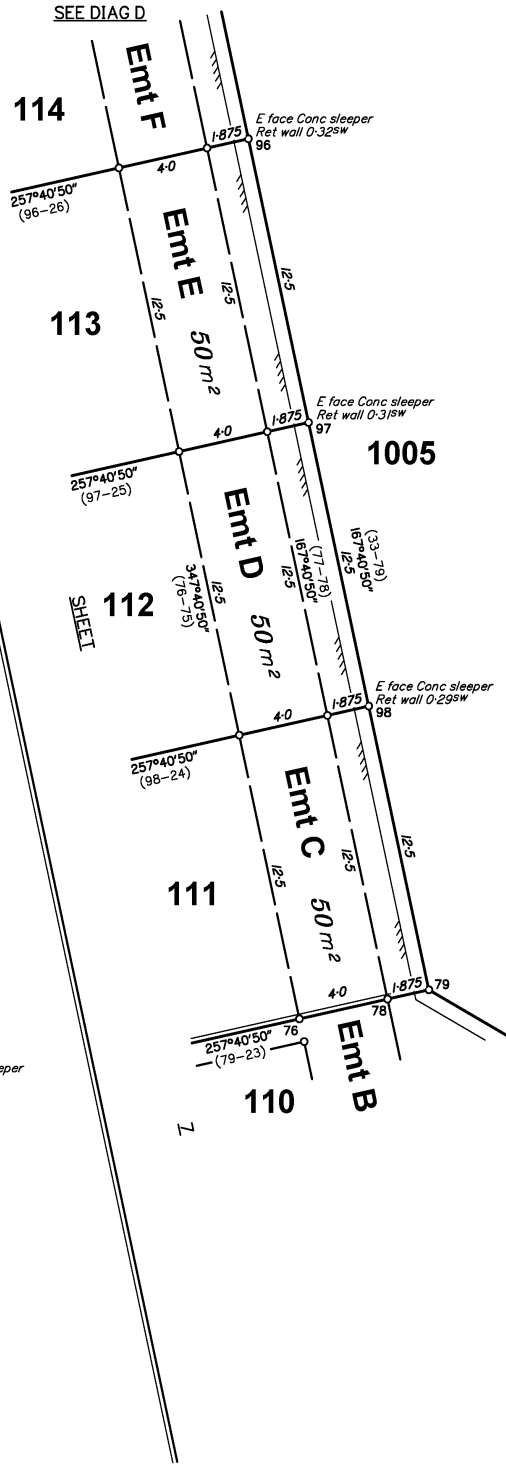 SEE DIAG D
Emt F
114
E face Conc sleeper
Ret wall 0·32SW
1·875
96
4·0
257°40'50"
(96–26)
Emt E
12·5
12·5
12·5
113
50 m²
E face Conc sleeper
Ret wall 0·31SW
1·875
97
4·0
1005
257°40'50"
(97–25)
Emt D
(33–79)
167°40'50"
12·5
(77–78)
167°40'50"
12·5
12·5
347°40'50"
(76–75)
SHEET
112
50 m²
E face Conc sleeper
Ret wall 0·29SW
1·875
98
4·0
257°40'50"
(98–24)
Emt C
12·5
12·5
12·5
111
50 m²
1·875
79
4·0
78
76
257°40'50"
(79–23)
Emt B
eper
110
7